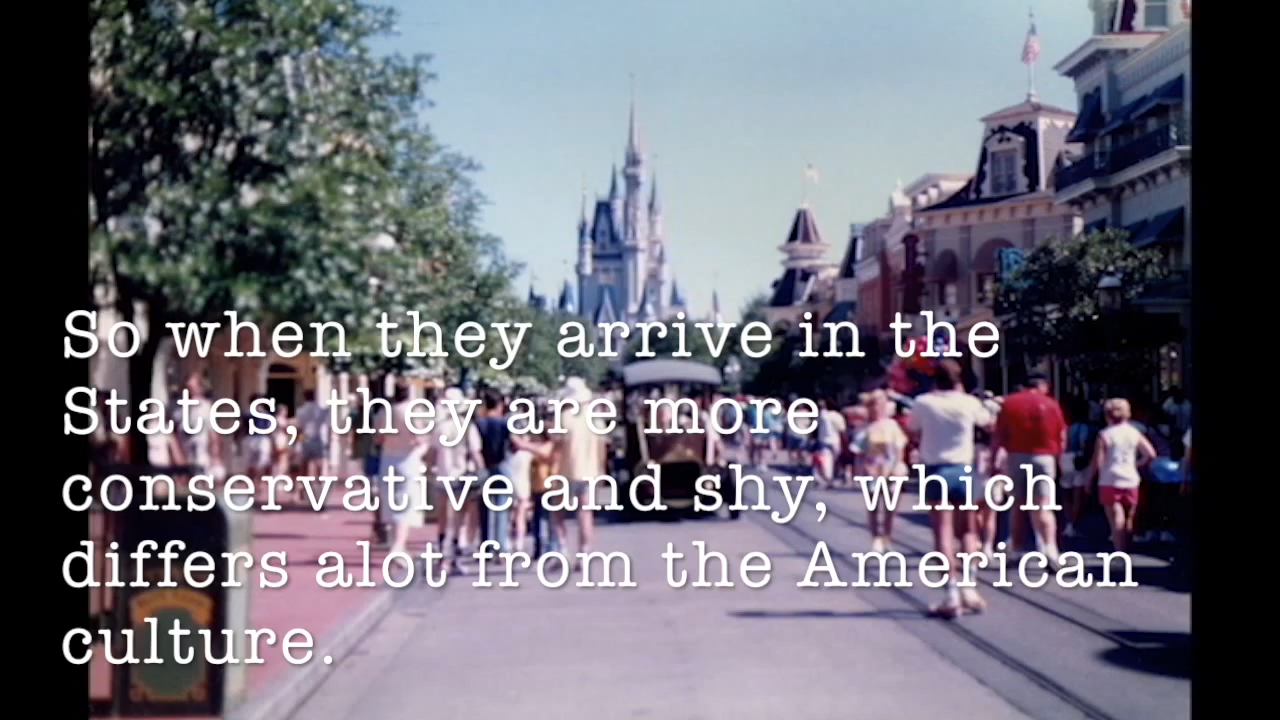 So when they arrive in the
States, they are more
conservative and shy, which
differs alot from the American
culture.